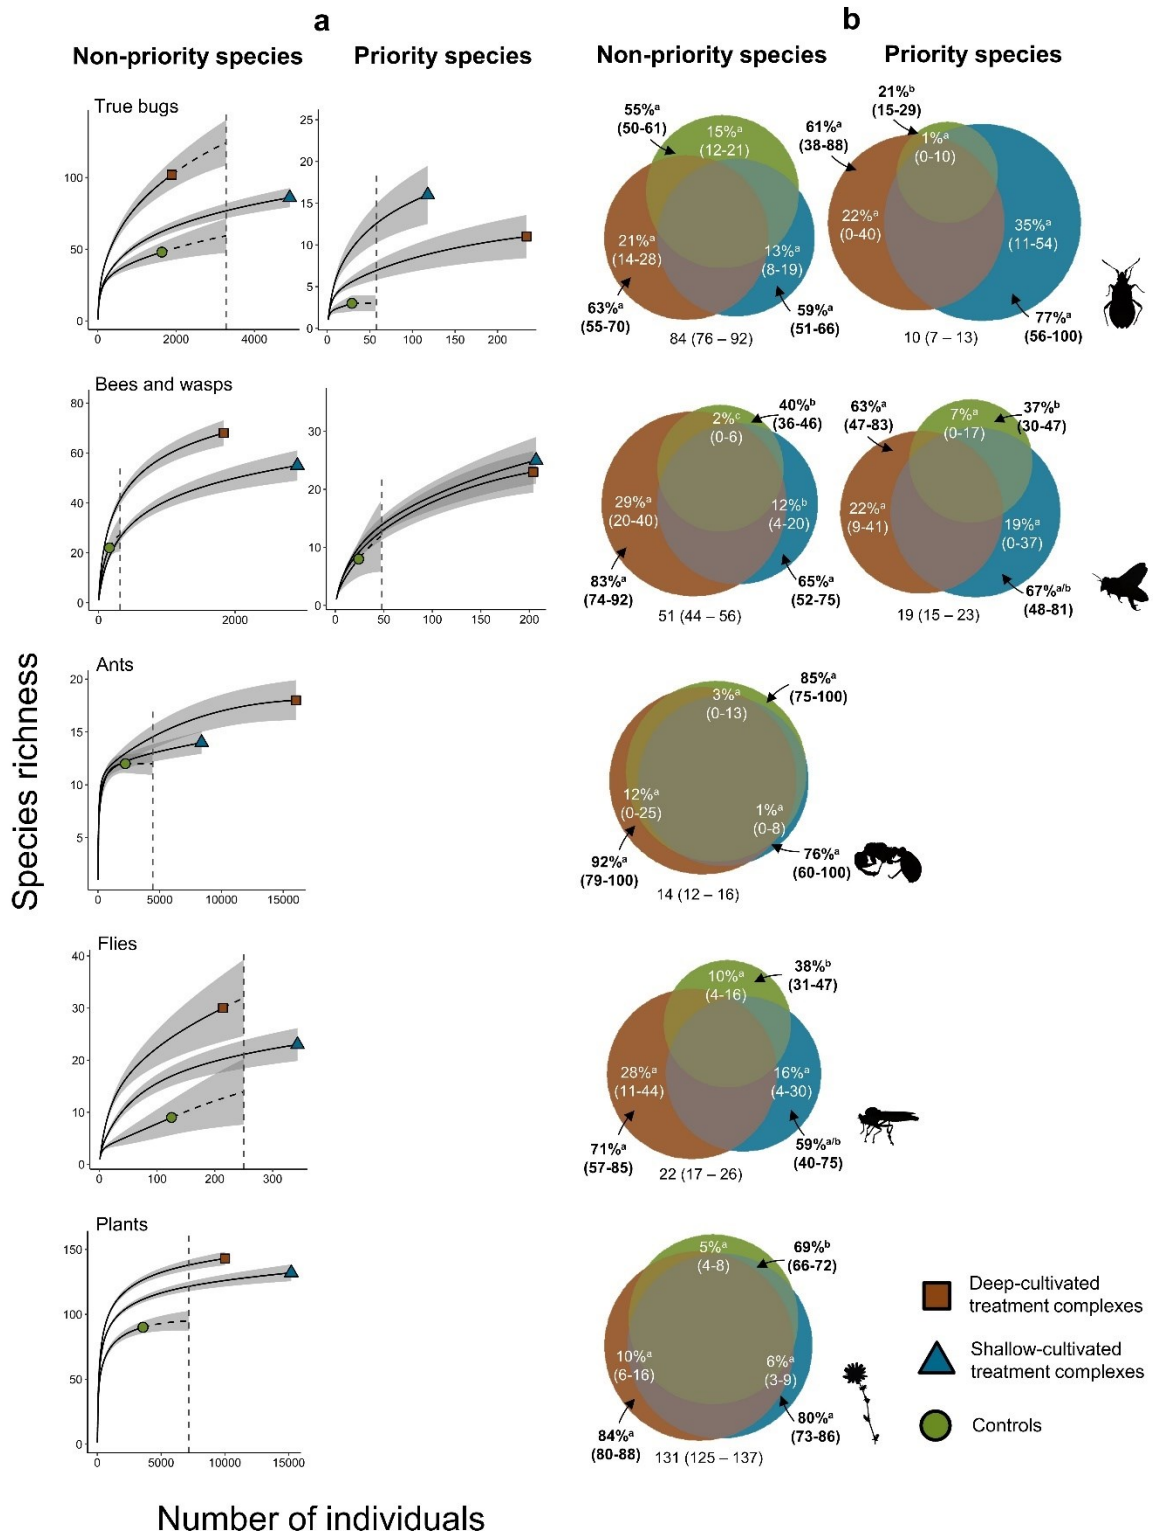 a
b
Non-priority species
Priority species
Non-priority species
Priority species
True bugs
100
50
0
0
2000
4000
25
20
15
10
5
0
0
50
100
150
200
55%ᵃ
(50-61)
15%ᵃ
(12-21)
21%ᵃ
(14-28)
13%ᵃ
(8-19)
63%ᵃ
(55-70)
59%ᵃ
(51-66)
84 (76 – 92)
21%ᵇ
(15-29)
61%ᵃ
(38-88)
1%ᵃ
(0-10)
22%ᵃ
(0-40)
35%ᵃ
(11-54)
77%ᵃ
(56-100)
10 (7 – 13)
Bees and wasps
80
60
40
20
0
0
2000
30
20
10
0
0
50
100
150
200
2%ᶜ
(0-6)
40%ᵇ
(36-46)
29%ᵃ
(20-40)
12%ᵇ
(4-20)
83%ᵃ
(74-92)
65%ᵃ
(52-75)
51 (44 – 56)
63%ᵃ
(47-83)
7%ᵃ
(0-17)
37%ᵇ
(30-47)
22%ᵃ
(9-41)
19%ᵃ
(0-37)
67%ᵃ/ᵇ
(48-81)
19 (15 – 23)
Species richness
Ants
20
15
10
5
0
5000
10000
15000
3%ᵃ
(0-13)
85%ᵃ
(75-100)
12%ᵃ
(0-25)
1%ᵃ
(0-8)
92%ᵃ
(79-100)
76%ᵃ
(60-100)
14 (12 – 16)
Flies
40
30
20
10
0
0
100
200
300
10%ᵃ
(4-16)
38%ᵇ
(31-47)
28%ᵃ
(11-44)
16%ᵃ
(4-30)
71%ᵃ
(57-85)
59%ᵃ/ᵇ
(40-75)
22 (17 – 26)
Plants
150
100
50
0
0
5000
10000
15000
5%ᵃ
(4-8)
69%ᵇ
(66-72)
10%ᵃ
(6-16)
6%ᵃ
(3-9)
84%ᵃ
(80-88)
80%ᵃ
(73-86)
131 (125 – 137)
Deep-cultivated
treatment complexes
Shallow-cultivated
treatment complexes
Controls
Number of individuals